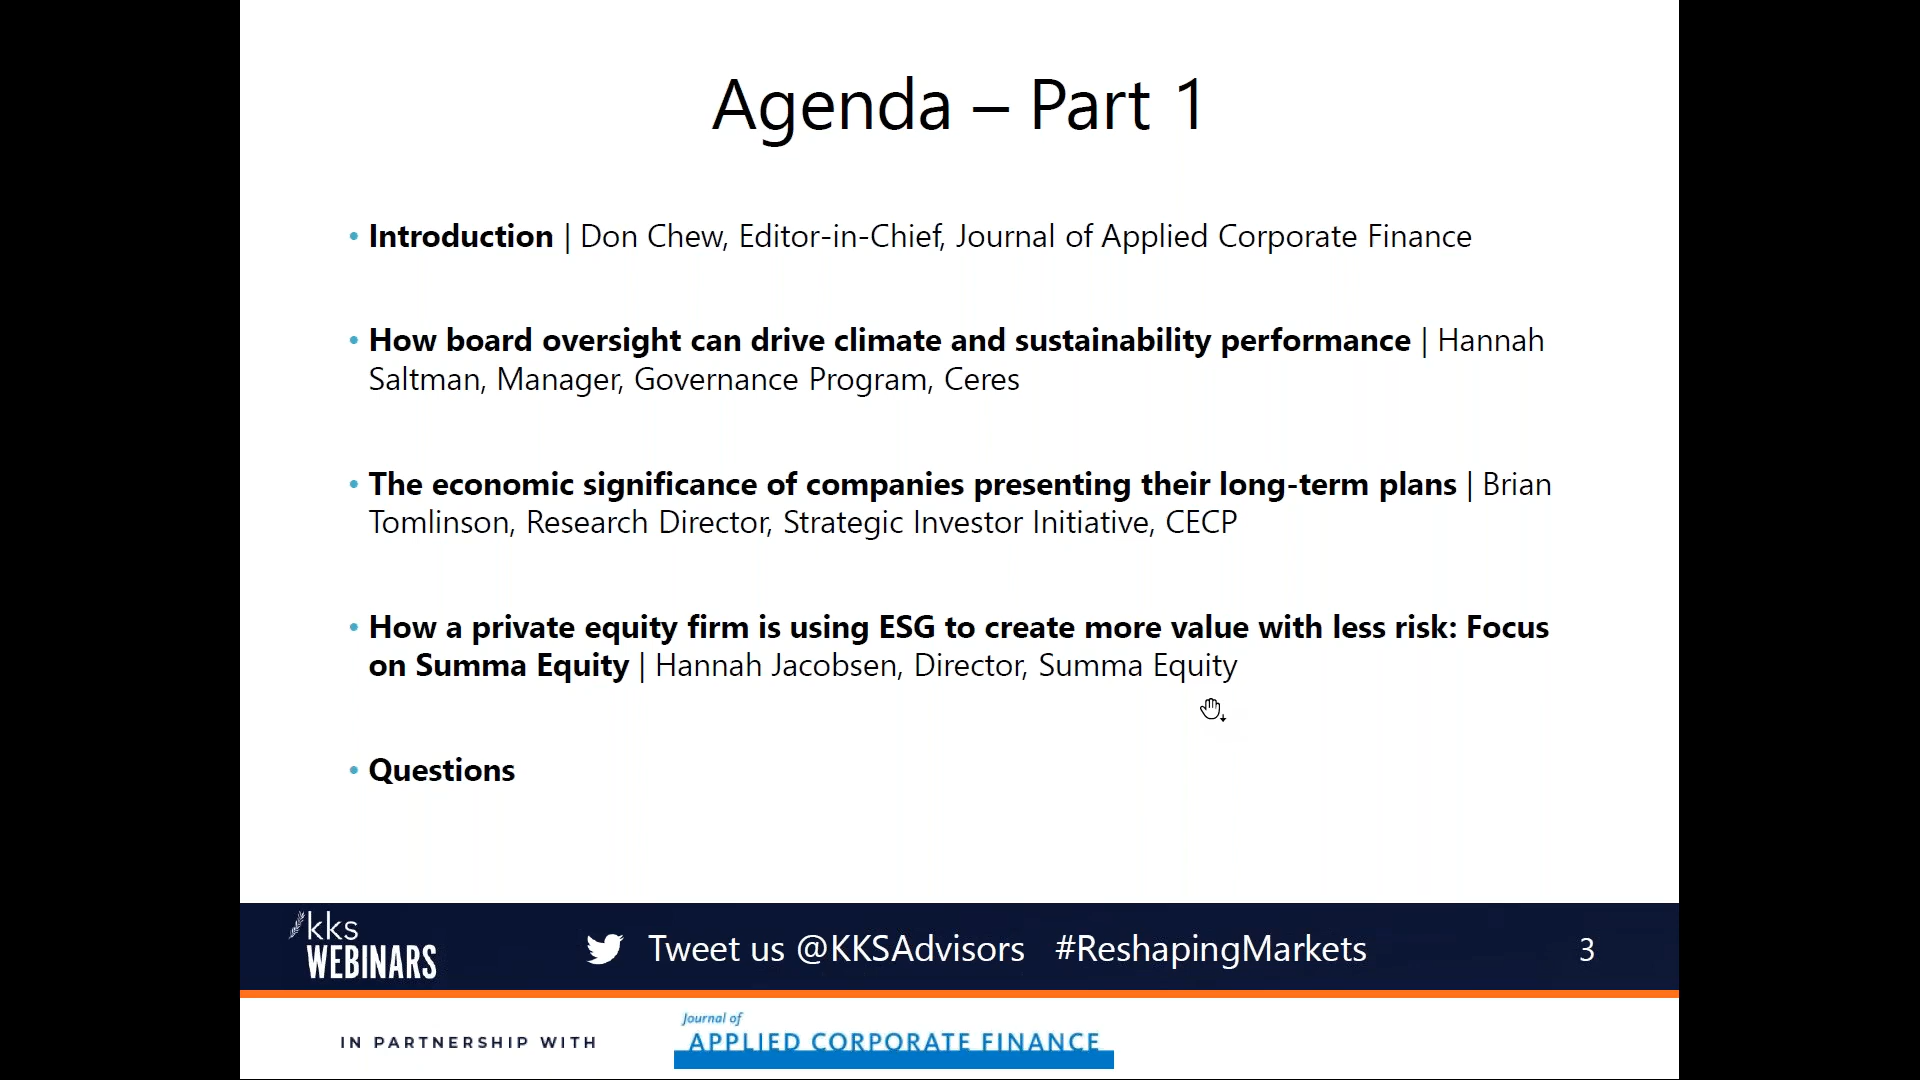 Agenda – Part 1
• Introduction | Don Chew, Editor-in-Chief, Journal of Applied Corporate Finance
• How board oversight can drive climate and sustainability performance | Hannah
Saltman, Manager, Governance Program, Ceres
• The economic significance of companies presenting their long-term plans | Brian
Tomlinson, Research Director, Strategic Investor Initiative, CECP
• How a private equity firm is using ESG to create more value with less risk: Focus
on Summa Equity | Hannah Jacobsen, Director, Summa Equity
• Questions
kks
WEBINARS
Tweet us @KKSAdvisors #ReshapingMarkets
3
IN PARTNERSHIP WITH
Journal of
APPLIED CORPORATE FINANCE